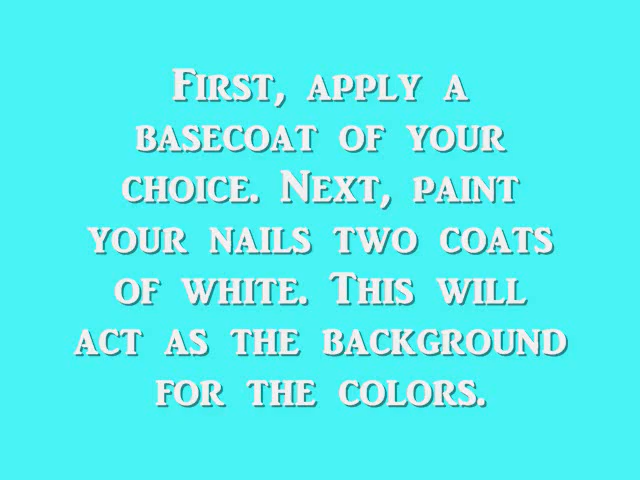 First, apply a
basecoat of your
choice. Next, paint
your nails two coats
of white. This will
act as the background
for the colors.